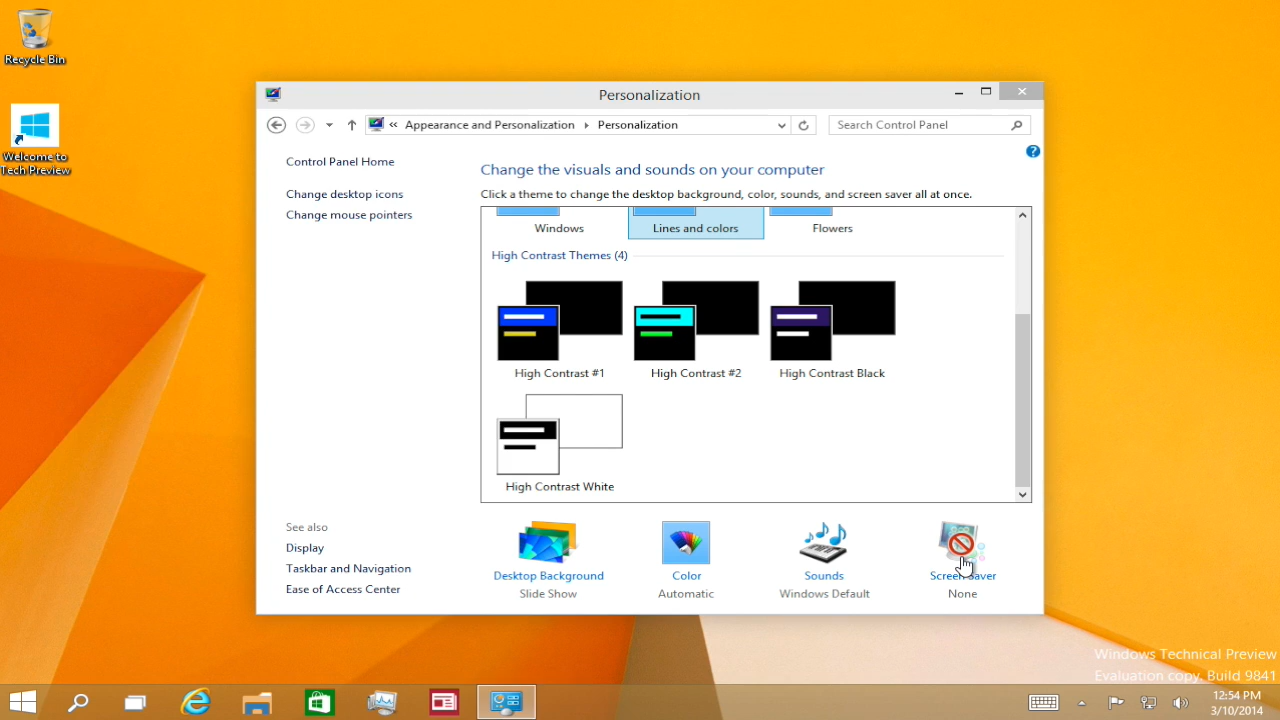 Recycle Bin
Welcome to
Tech Preview
Personalization
« Appearance and Personalization ▸ Personalization
Search Control Panel
Control Panel Home
Change desktop icons
Change mouse pointers
Change the visuals and sounds on your computer
Click a theme to change the desktop background, color, sounds, and screen saver all at once.
Windows
Lines and colors
Flowers
High Contrast Themes (4)
High Contrast #1
High Contrast #2
High Contrast Black
High Contrast White
See also
Display
Taskbar and Navigation
Ease of Access Center
Desktop Background
Slide Show
Color
Automatic
Sounds
Windows Default
Screen Saver
None
Windows Technical Preview
Evaluation copy. Build 9841
12:54 PM
3/10/2014